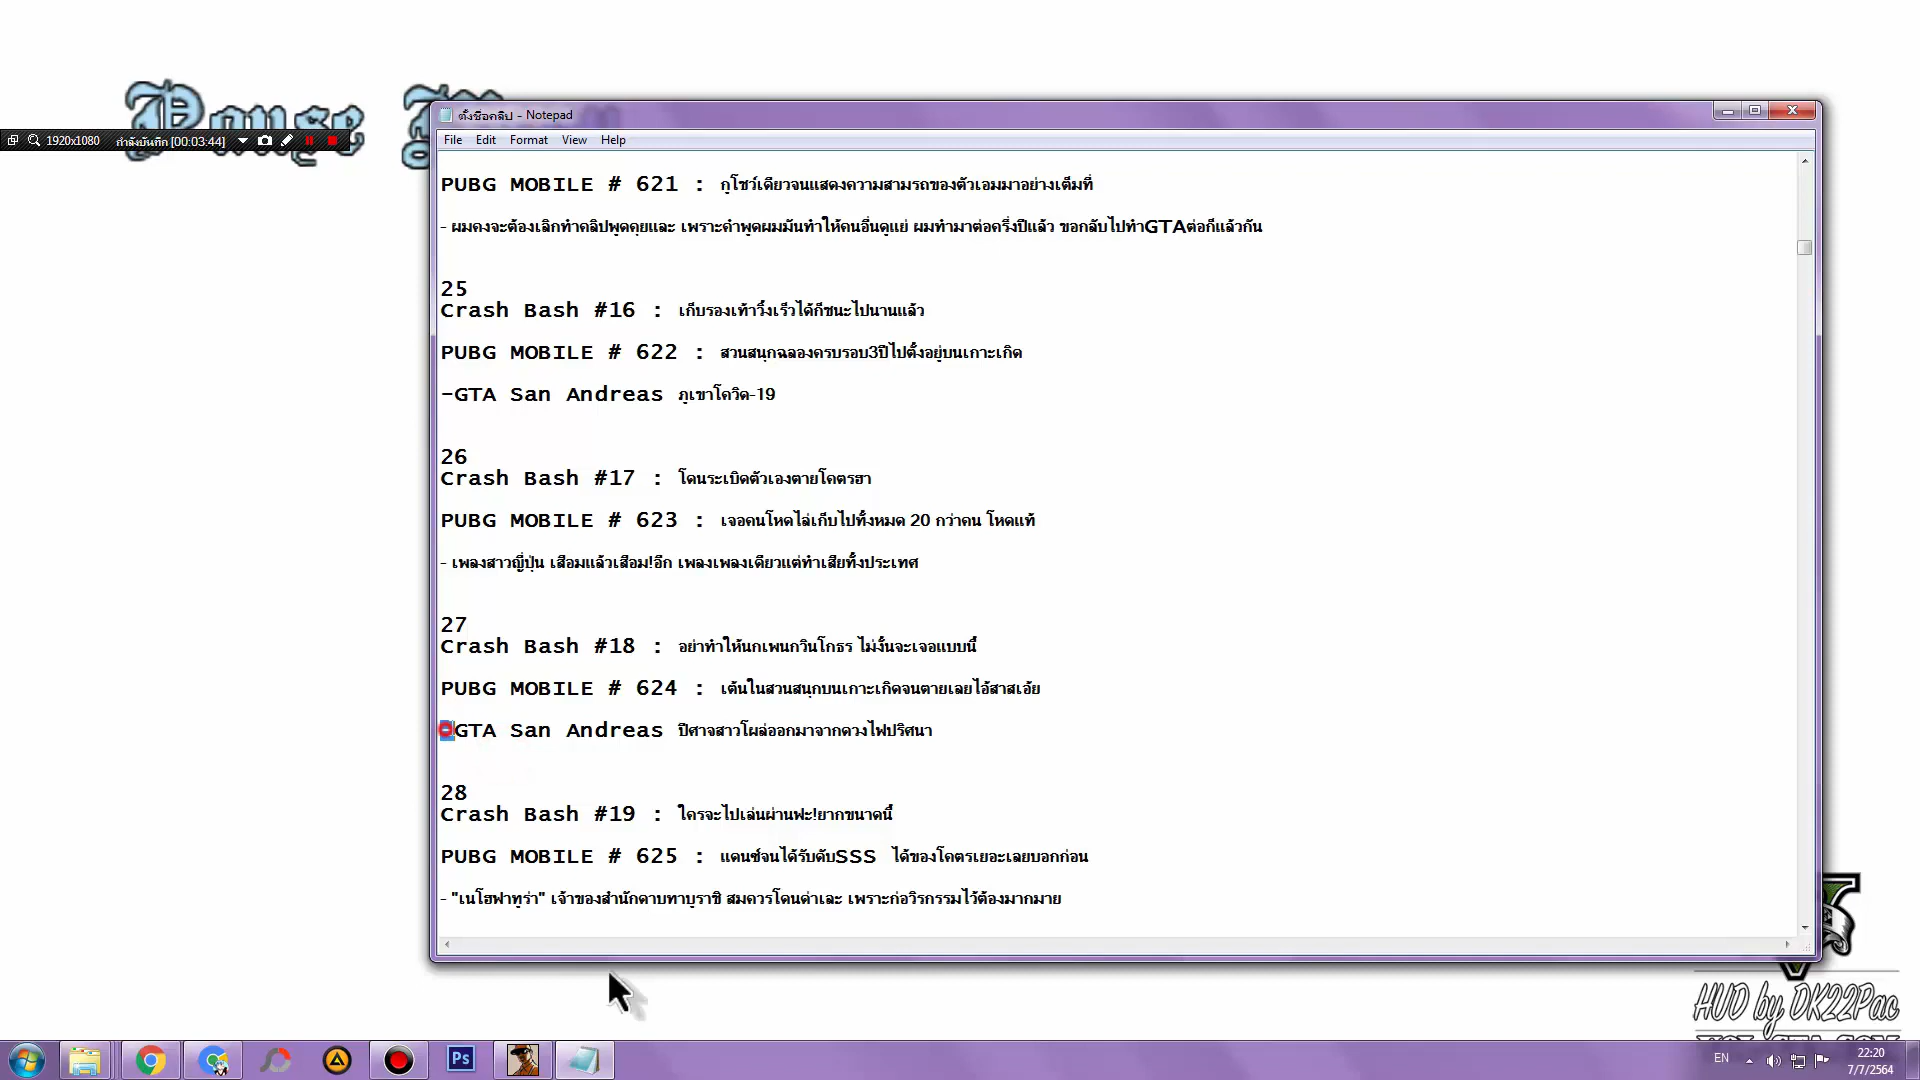 1920x1080 กำลังบันทึก [00:03:44]
ตั้งชื่อคลิป - Notepad
File Edit Format View Help
PUBG MOBILE # 621 : กูโชว์เดียวจนแสดงความสามรถของตัวเอมมาอย่างเต็มที่
- ผมคงจะต้องเลิกทำคลิปพูดคุยและ เพราะคำพูดผมมันทำให้คนอื่นดูแย่ ผมทำมาต่อครึ่งปีแล้ว ขอกลับไปทำGTAต่อก็แล้วกัน
25
Crash Bash #16 : เก็บรองเท้าวิ้งเร็วได้ก็ชนะไปนานแล้ว
PUBG MOBILE # 622 : สวนสนุกฉลองครบรอบ3ปีไปตั้งอยู่บนเกาะเกิด
-GTA San Andreas ภูเขาโควิด-19
26
Crash Bash #17 : โดนระเบิดตัวเองตายโคตรฮา
PUBG MOBILE # 623 : เจอคนโหดไล่เก็บไปทั้งหมด 20 กว่าคน โหดแท้
- เพลงสาวญี่ปุ่น เสือมแล้วเสือม!อีก เพลงเพลงเดียวแต่ทำเสียทั้งประเทศ
27
Crash Bash #18 : อย่าทำให้นกเพนกวินโกธร ไม่งั้นจะเจอแบบนี้
PUBG MOBILE # 624 : เต้นในสวนสนุกบนเกาะเกิดจนตายเลยไอ้สาสเอ้ย
-GTA San Andreas ปีศาจสาวโผล่ออกมาจากดวงไฟปริศนา
28
Crash Bash #19 : ใครจะไปเล่นผ่านฟะ!ยากขนาดนี้
PUBG MOBILE # 625 : แดนซ์จนได้รับดับSSS ได้ของโคตรเยอะเลยบอกก่อน
- "เนโฮฟาทุร่า" เจ้าของสำนักดาบทาบูราชิ สมควรโดนด่าเละ เพราะก่อวิรกรรมไว้ต้องมากมาย
HUD by DK22Pac
Ps
EN
22:20
7/7/2564